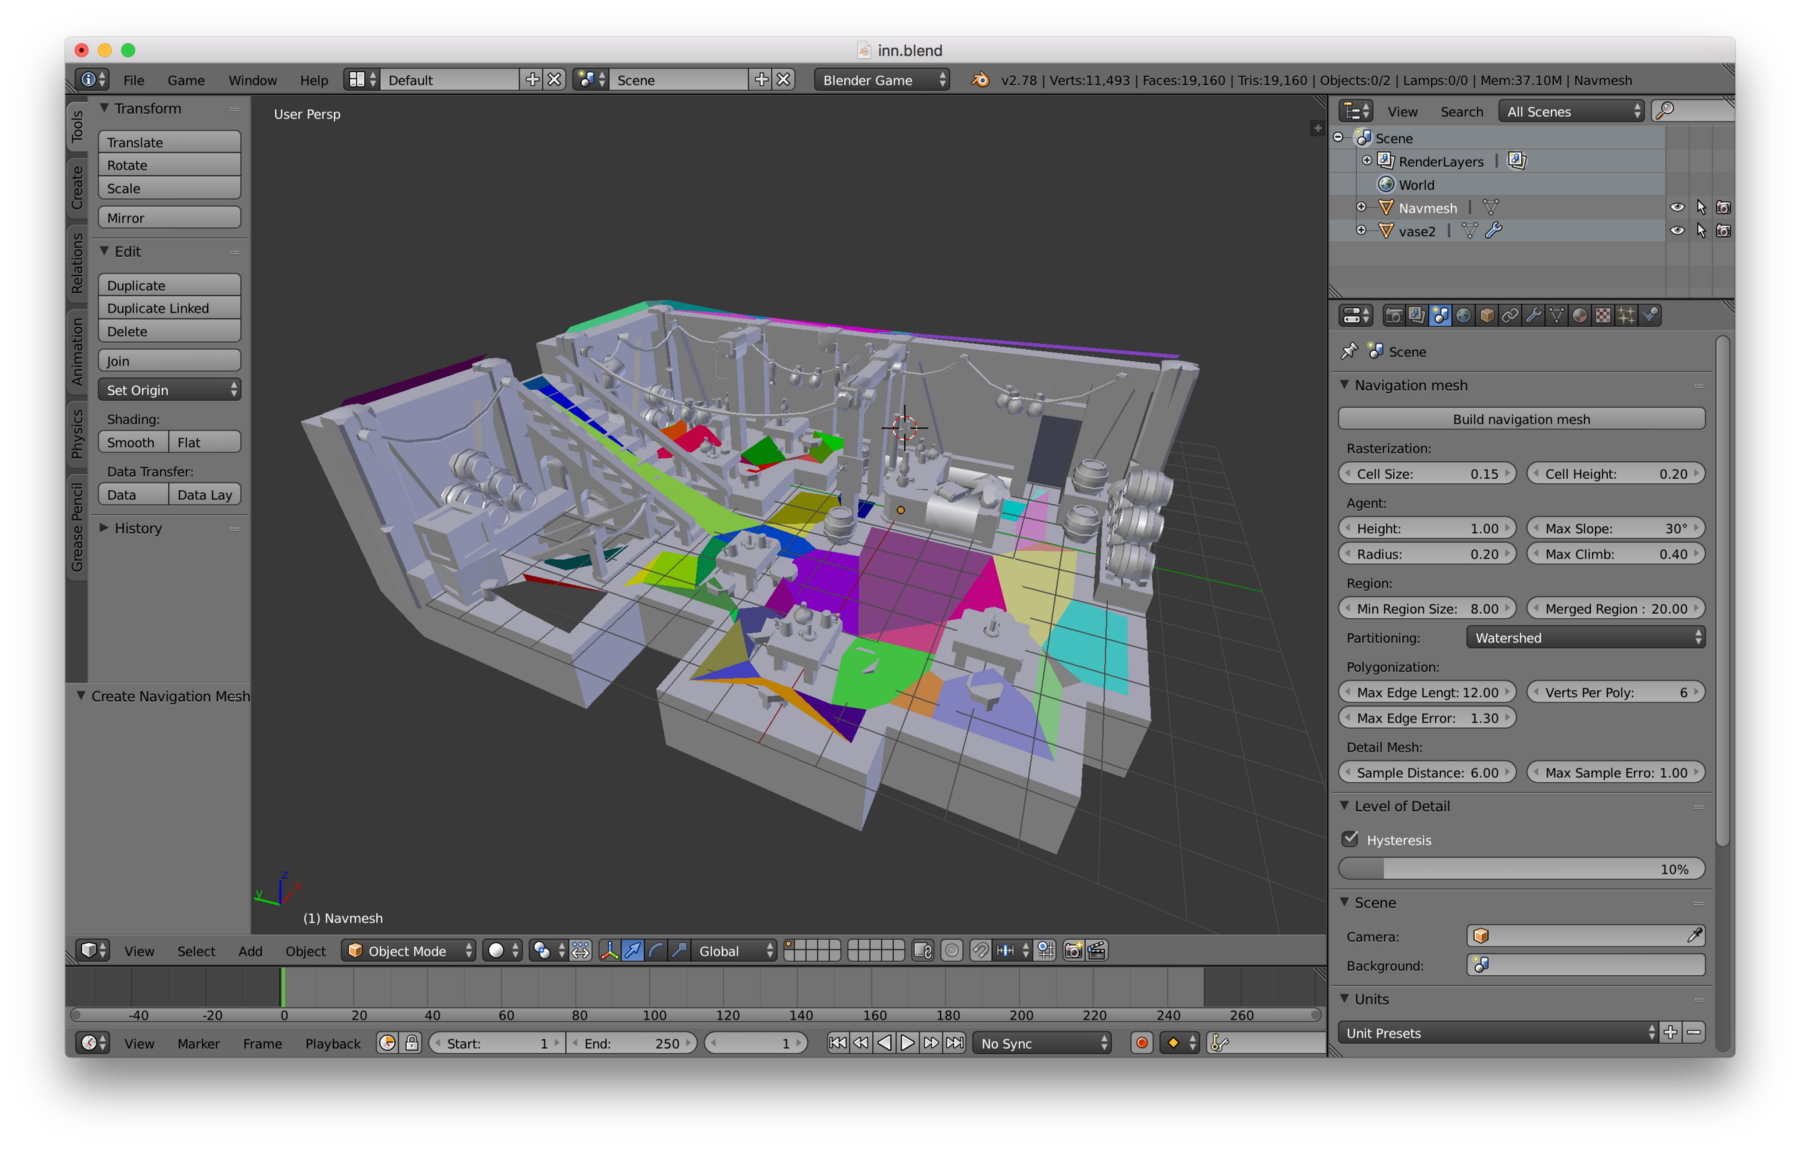 inn.blend
File Game Window Help Default Scene Blender Game v2.78 | Verts:11,493 | Faces:19,160 | Tris:19,160 | Objects:0/2 | Lamps:0/0 | Mem:37.10M | Navmesh
Tools
Create
Relations
Animation
Physics
Grease Pencil
Transform
Translate
Rotate
Scale
Mirror
Edit
Duplicate
Duplicate Linked
Delete
Join
Set Origin
Shading:
Smooth Flat
Data Transfer:
Data Data Lay
History
Create Navigation Mesh
User Persp
z
y
x
(1) Navmesh
View Select Add Object Object Mode Global
-40 -20 0 20 40 60 80 100 120 140 160 180 200 220 240 260
View Marker Frame Playback Start: 1 End: 250 1 No Sync
View Search All Scenes
Scene
RenderLayers |
World
Navmesh |
vase2 |
Scene
Navigation mesh
Build navigation mesh
Rasterization:
Cell Size: 0.15 Cell Height: 0.20
Agent:
Height: 1.00 Max Slope: 30°
Radius: 0.20 Max Climb: 0.40
Region:
Min Region Size: 8.00 Merged Region : 20.00
Partitioning: Watershed
Polygonization:
Max Edge Lengt: 12.00 Verts Per Poly: 6
Max Edge Error: 1.30
Detail Mesh:
Sample Distance: 6.00 Max Sample Erro: 1.00
Level of Detail
Hysteresis
10%
Scene
Camera:
Background:
Units
Unit Presets